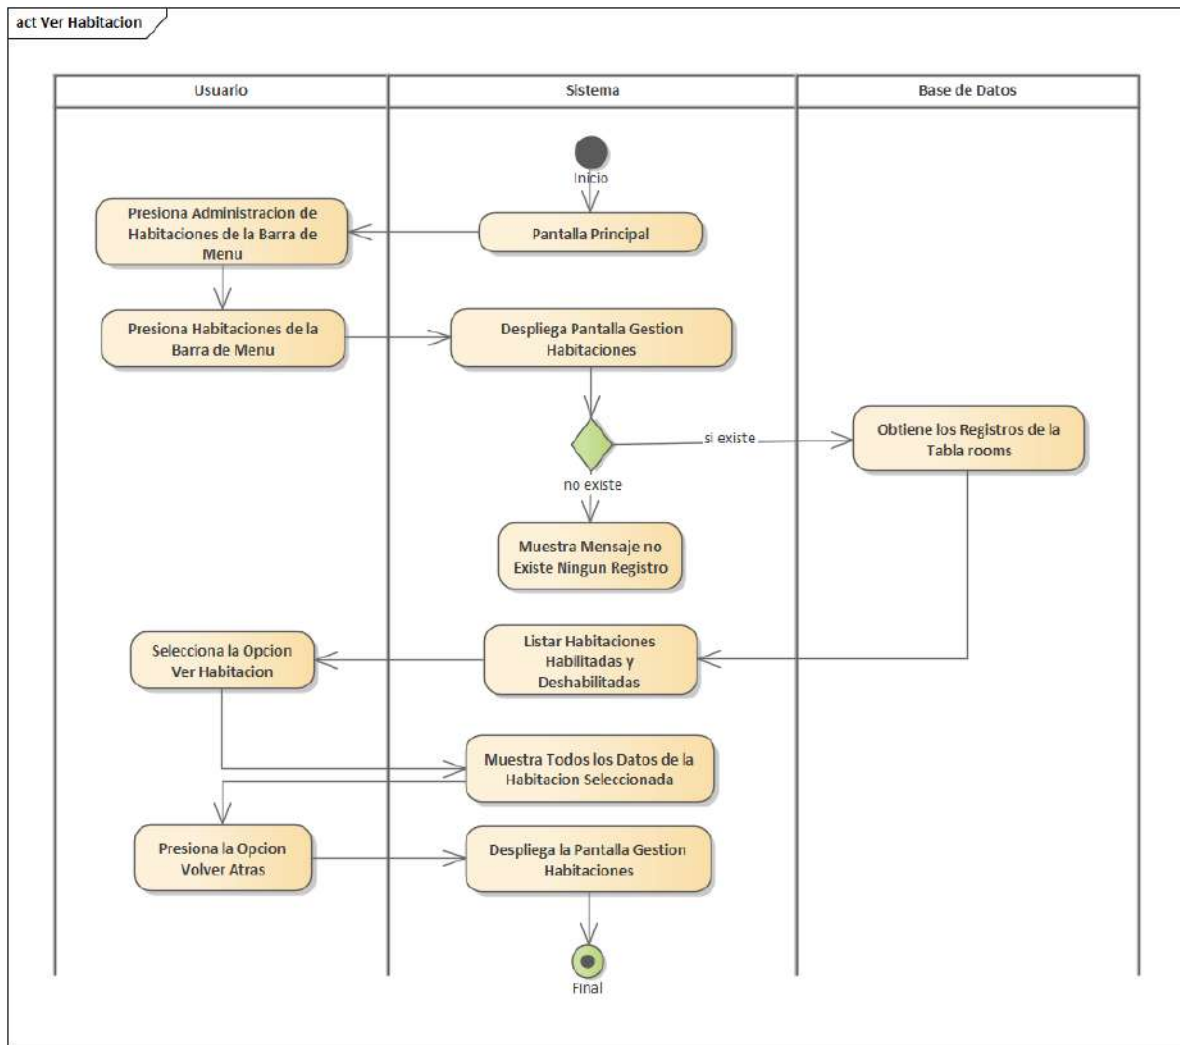 act Ver Habitacion
Usuario
Sistema
Base de Datos
Inicio
Presiona Administracion de
Habitaciones de la Barra de
Menu
Pantalla Principal
Presiona Habitaciones de la
Barra de Menu
Despliega Pantalla Gestion
Habitaciones
si existe
Obtiene los Registros de la
Tabla rooms
no existe
Muestra Mensaje no
Existe Ningun Registro
Selecciona la Opcion
Ver Habitacion
Listar Habitaciones
Habilitadas y
Deshabilitadas
Muestra Todos los Datos de la
Habitacion Seleccionada
Presiona la Opcion
Volver Atras
Despliega la Pantalla Gestion
Habitaciones
Final